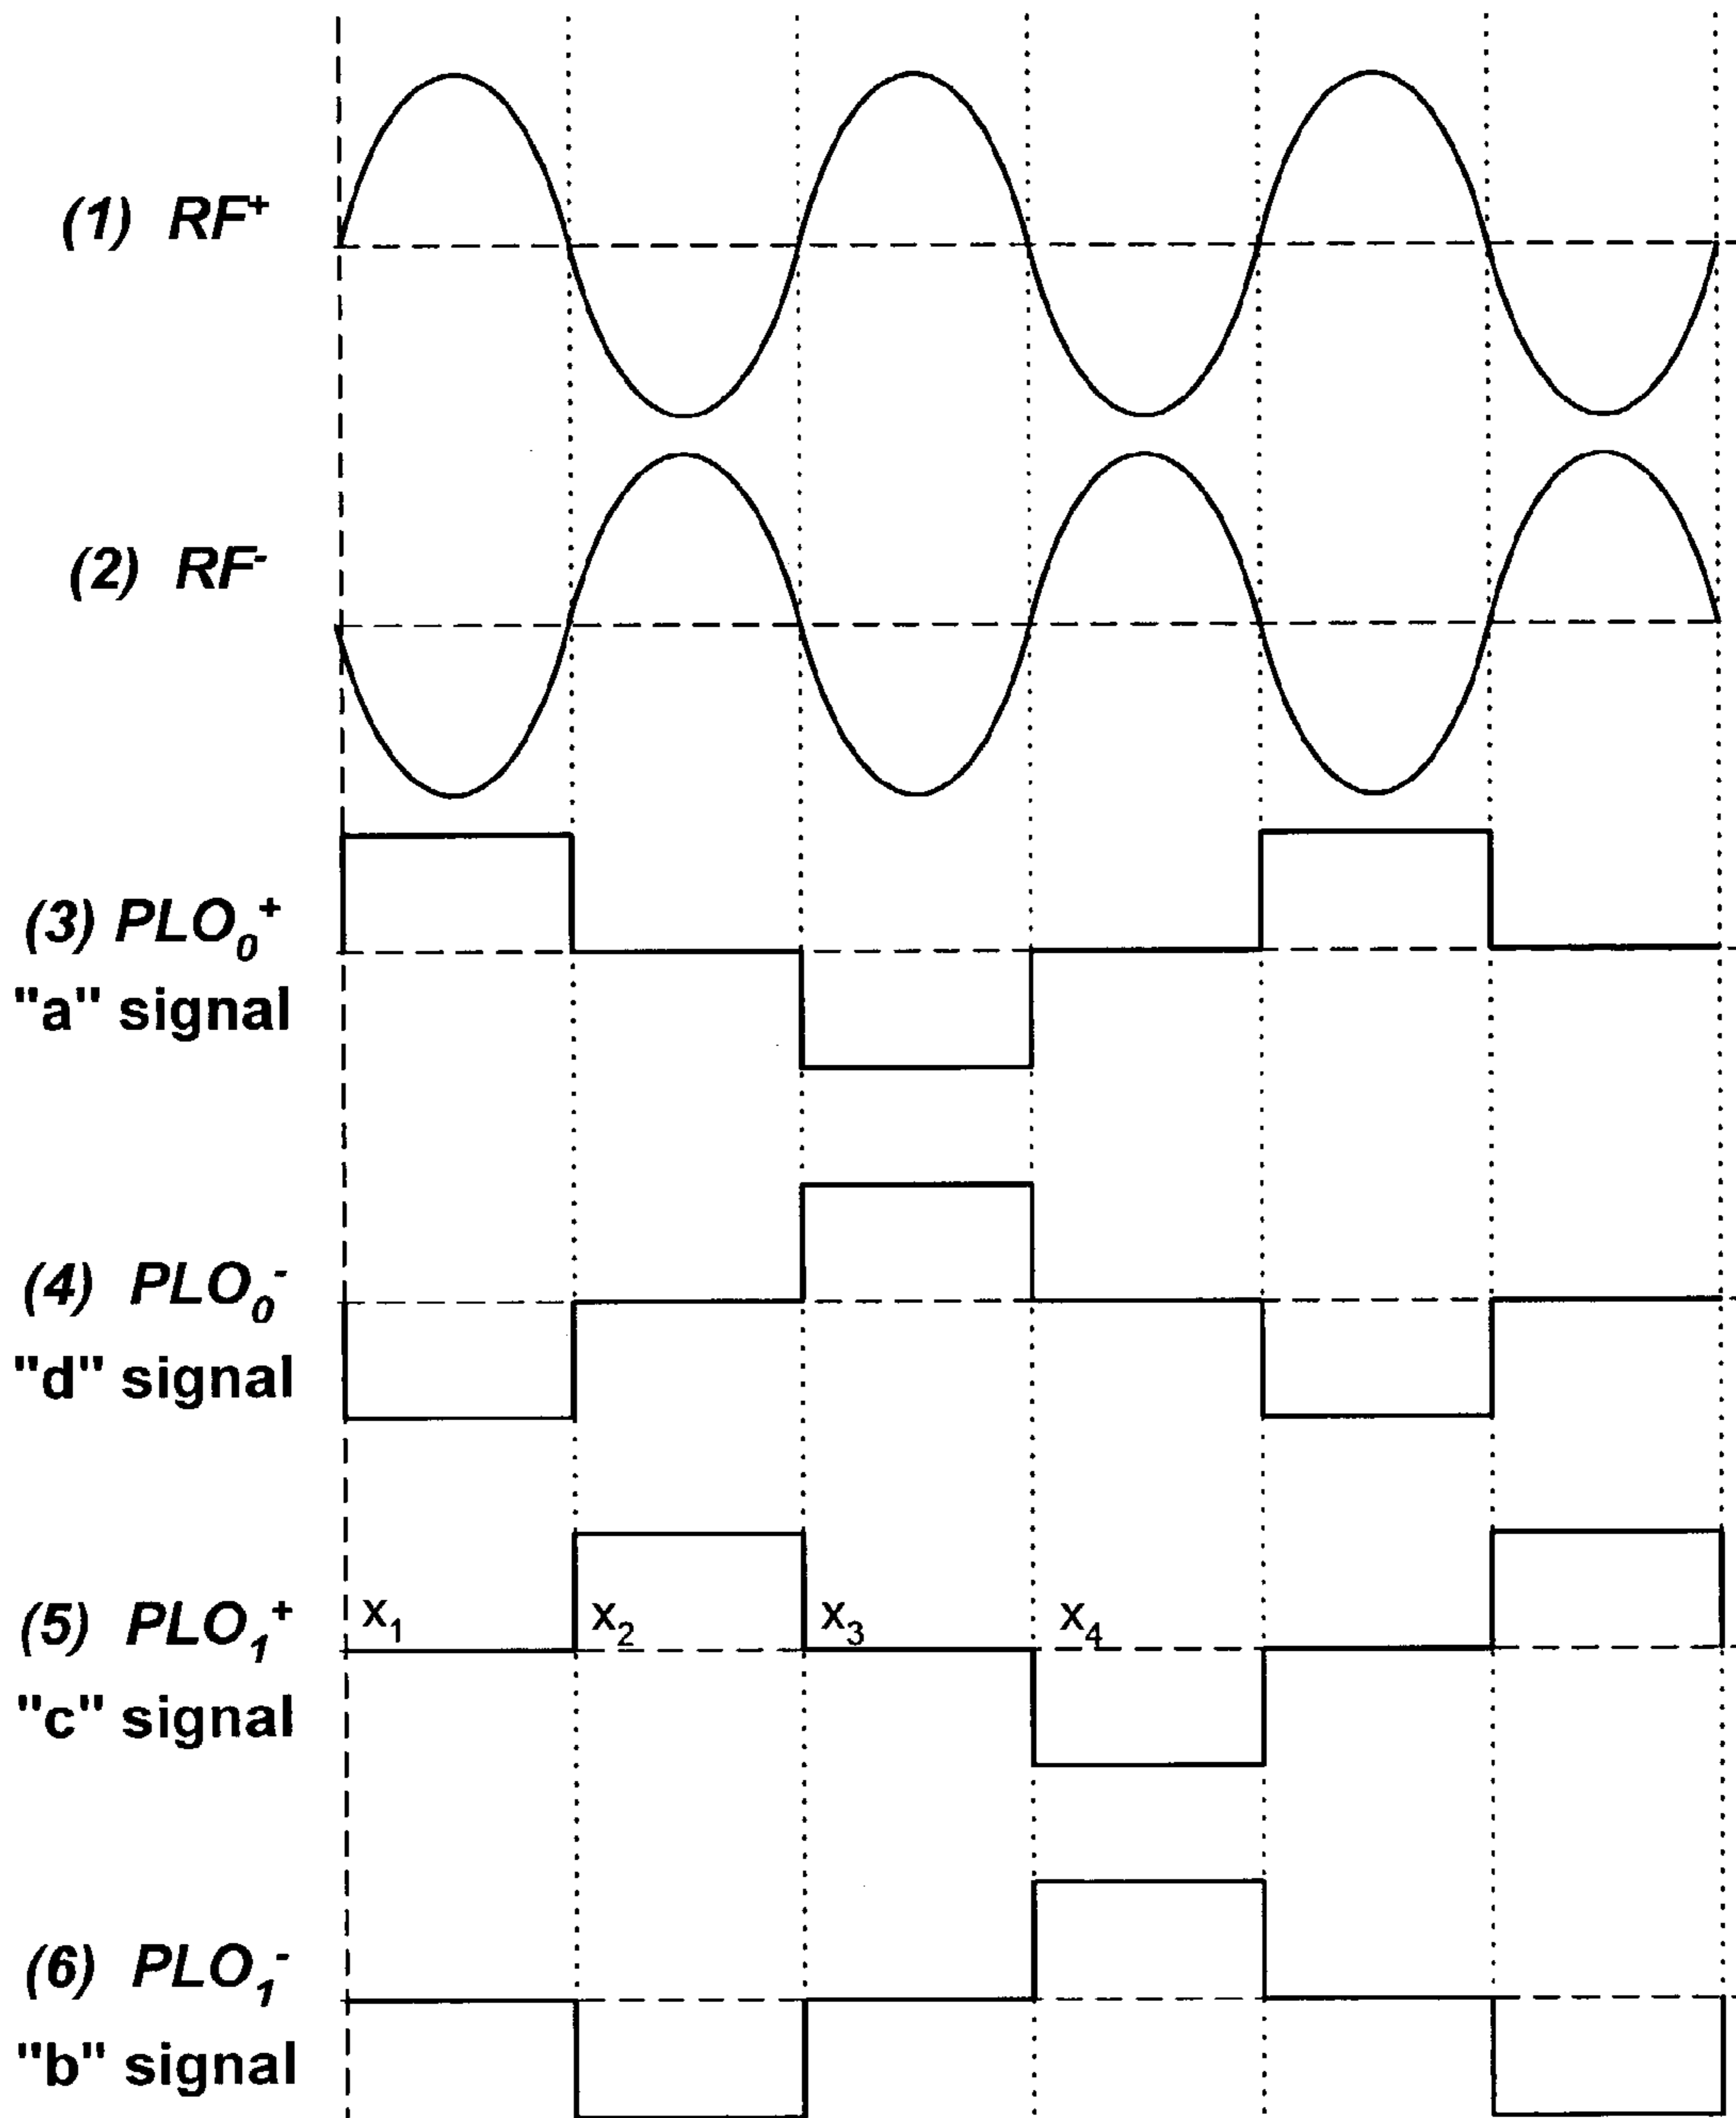 (1) RF⁺
(2) RF⁻
(3) PLO₀⁺
"a" signal
(4) PLO₀⁻
"d" signal
(5) PLO₁⁺
X₁ X₂ X₃ X₄
"c" signal
(6) PLO₁⁻
"b" signal